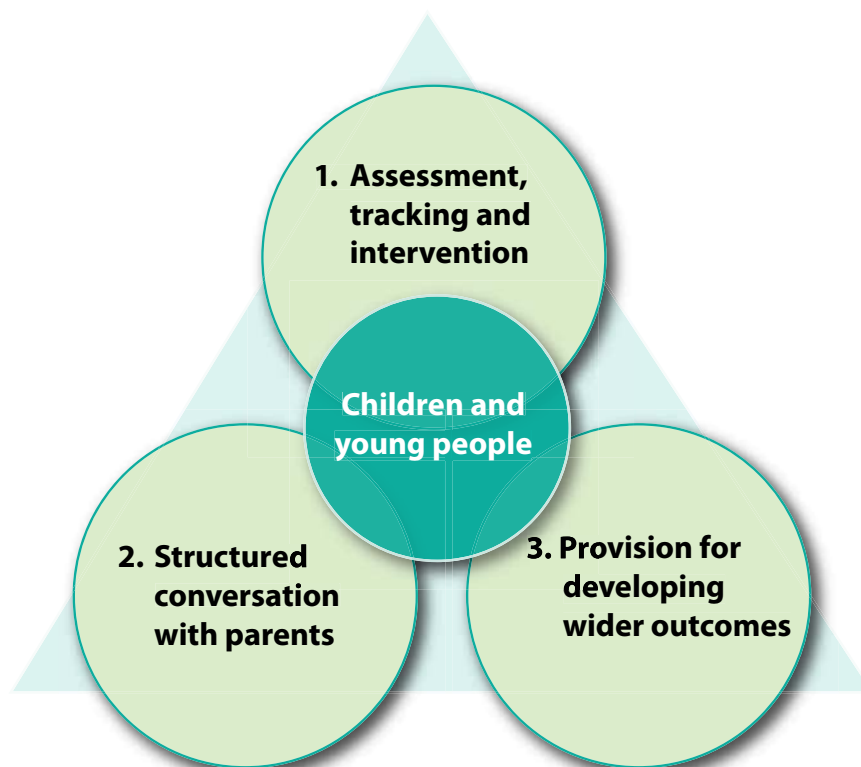 1. Assessment,
tracking and
intervention
Children and
young people
2. Structured
conversation
with parents
3. Provision for
developing
wider outcomes